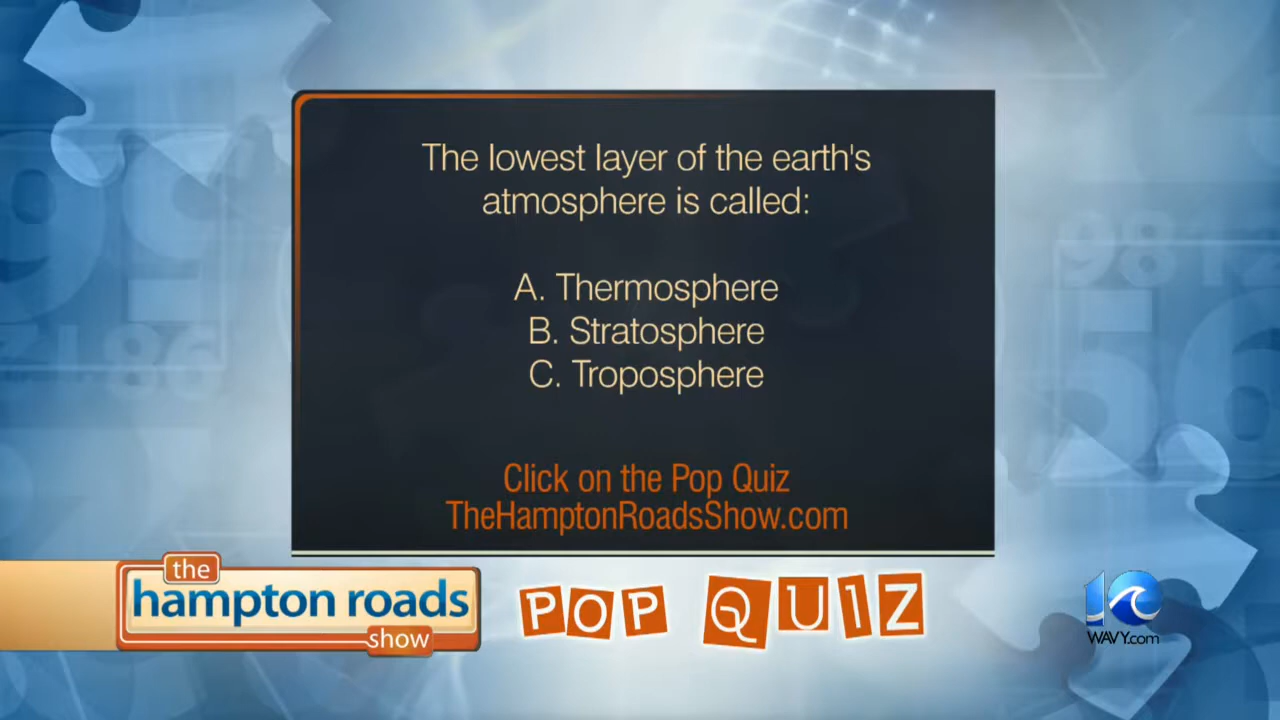 The lowest layer of the earth's
atmosphere is called:
A. Thermosphere
B. Stratosphere
C. Troposphere
Click on the Pop Quiz
TheHamptonRoadsShow.com
the
hampton roads
show
POP QUIZ
10
WAVY.com